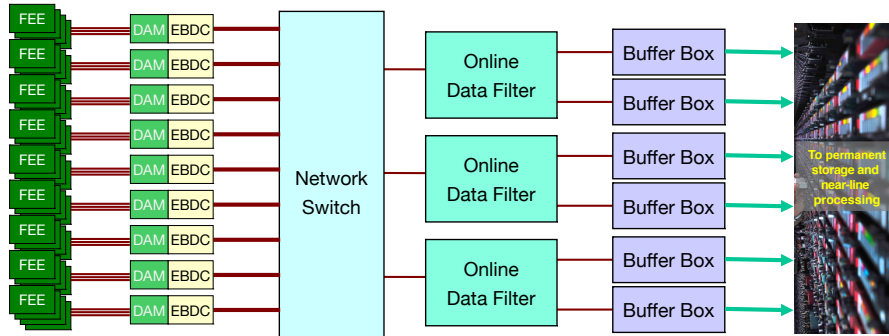 FEE
DAM EBDC
FEE
DAM EBDC
FEE
DAM EBDC
FEE
DAM EBDC
FEE
DAM EBDC
FEE
DAM EBDC
FEE
DAM EBDC
FEE
DAM EBDC
FEE
DAM EBDC
Network
Switch
Online
Data Filter
Online
Data Filter
Online
Data Filter
Buffer Box
Buffer Box
Buffer Box
Buffer Box
Buffer Box
Buffer Box
To permanent
storage and
near-line
processing